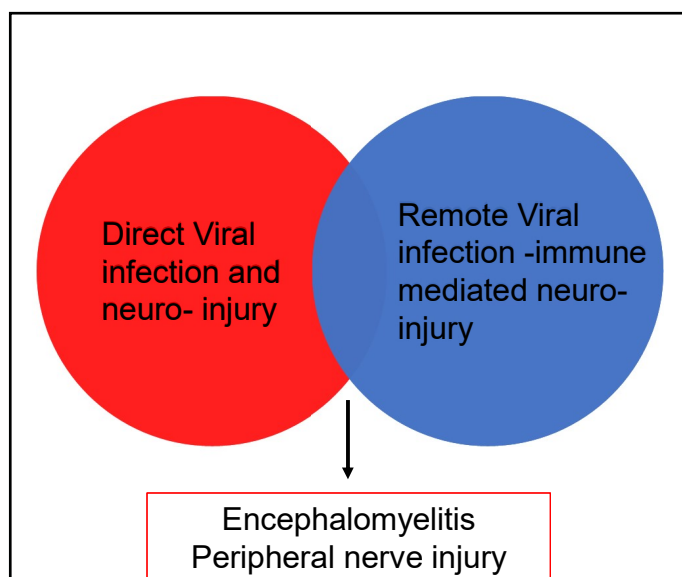 Direct Viral
infection and
neuro- injury
Remote Viral
infection -immune
mediated neuro-
injury
Encephalomyelitis
Peripheral nerve injury